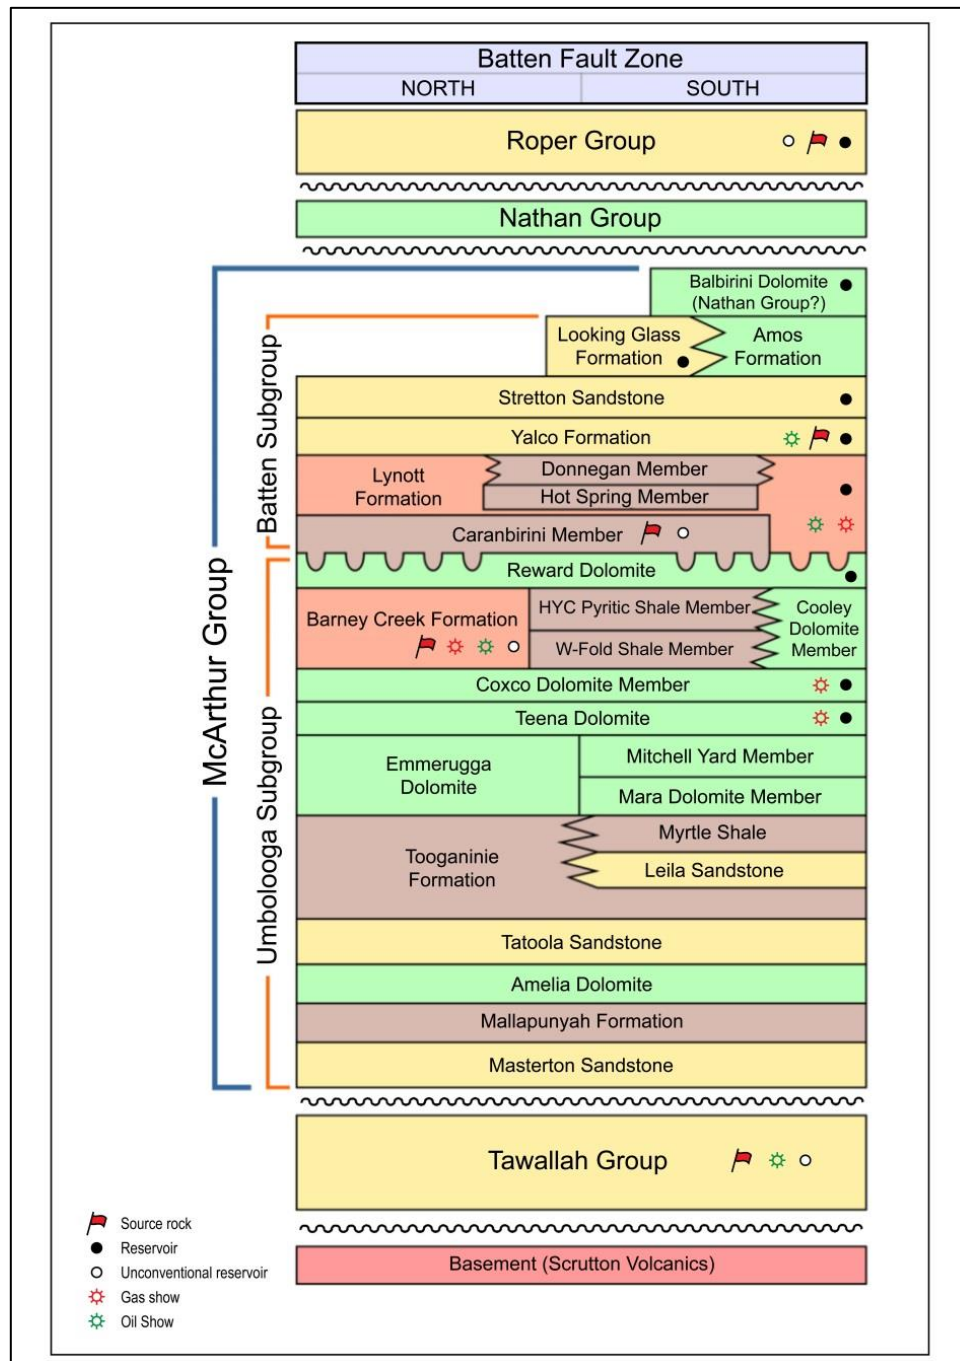 Batten Fault Zone
NORTH
SOUTH
Roper Group
Nathan Group
Balbirini Dolomite
(Nathan Group?)
Looking Glass
Formation
Amos
Formation
Stretton Sandstone
Yalco Formation
Lynott
Formation
Donnegan Member
Hot Spring Member
Caranbirini Member
Reward Dolomite
Barney Creek Formation
HYC Pyritic Shale Member
W-Fold Shale Member
Cooley
Dolomite
Member
Coxco Dolomite Member
Teena Dolomite
Emmerugga
Dolomite
Mitchell Yard Member
Mara Dolomite Member
Tooganinie
Formation
Myrtle Shale
Leila Sandstone
Tatoola Sandstone
Amelia Dolomite
Mallapunyah Formation
Masterton Sandstone
McArthur Group
Batten Subgroup
Umbolooga Subgroup
Tawallah Group
Basement (Scrutton Volcanics)
Source rock
Reservoir
Unconventional reservoir
Gas show
Oil Show